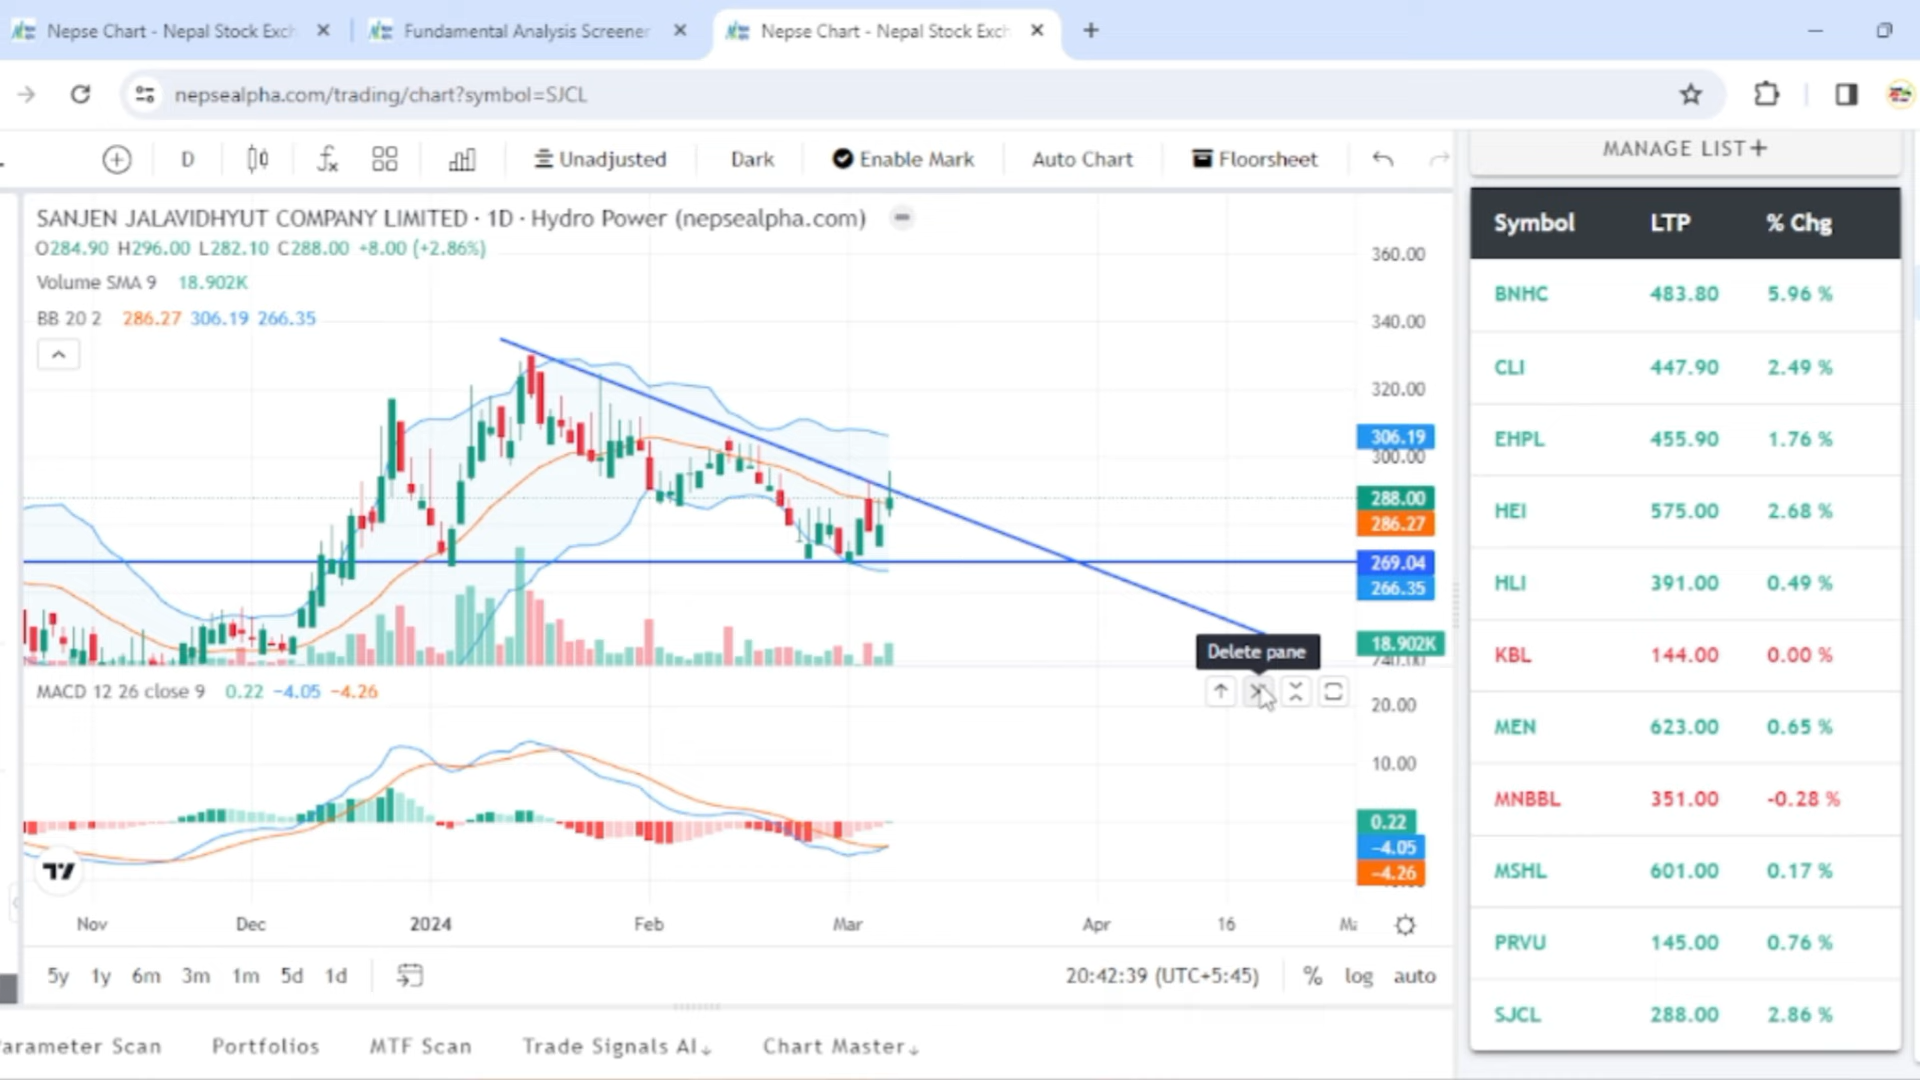 Nepse Chart - Nepal Stock Exch
Fundamental Analysis Screener
Nepse Chart - Nepal Stock Exch
nepsealpha.com/trading/chart?symbol=SJCL
D
Unadjusted
Dark
Enable Mark
Auto Chart
Floorsheet
MANAGE LIST+
SANJEN JALAVIDHYUT COMPANY LIMITED · 1D · Hydro Power (nepsealpha.com)
O284.90 H296.00 L282.10 C288.00 +8.00 (+2.86%)
Volume SMA 9 18.902K
BB 20 2 286.27 306.19 266.35
360.00
340.00
320.00
306.19
300.00
288.00
286.27
269.04
266.35
18.902K
240.00
Delete pane
MACD 12 26 close 9 0.22 −4.05 −4.26
20.00
10.00
0.22
−4.05
−4.26
Nov Dec 2024 Feb Mar Apr 16
5y 1y 6m 3m 1m 5d 1d
20:42:39 (UTC+5:45) % log auto
Parameter Scan Portfolios MTF Scan Trade Signals AI↓ Chart Master↓
Symbol LTP % Chg
BNHC 483.80 5.96 %
CLI 447.90 2.49 %
EHPL 455.90 1.76 %
HEI 575.00 2.68 %
HLI 391.00 0.49 %
KBL 144.00 0.00 %
MEN 623.00 0.65 %
MNBBL 351.00 -0.28 %
MSHL 601.00 0.17 %
PRVU 145.00 0.76 %
SJCL 288.00 2.86 %